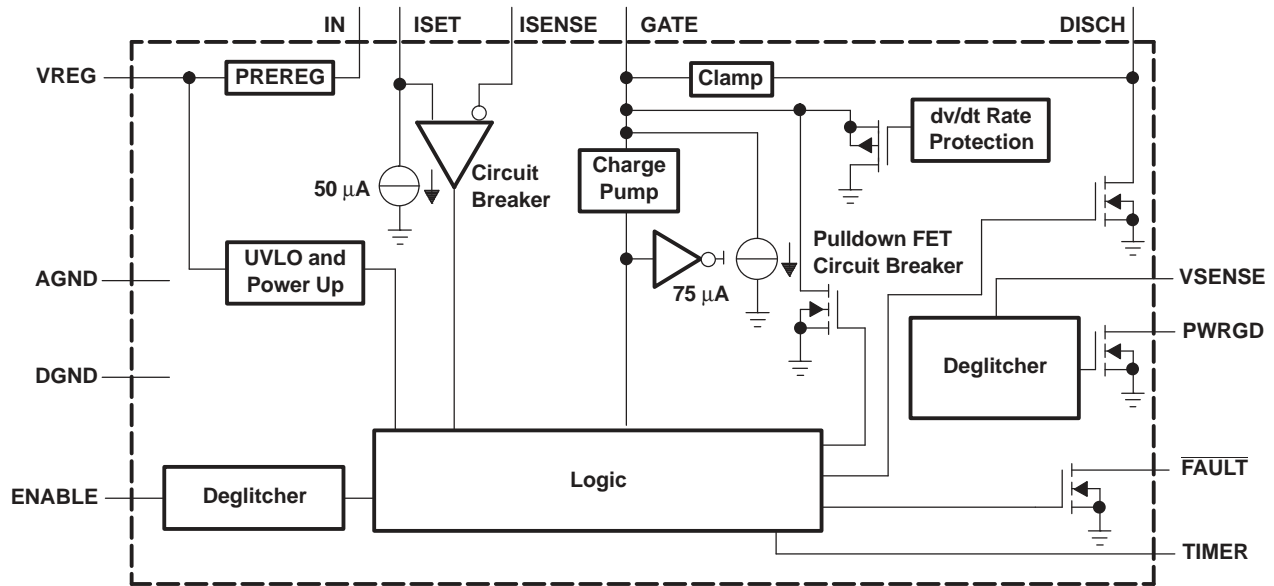 IN
ISET
ISENSE
GATE
DISCH
VREG
PREREG
Clamp
dv/dt Rate
Protection
Circuit
Breaker
50 μA
Charge
Pump
UVLO and
Power Up
Pulldown FET
Circuit Breaker
75 μA
AGND
VSENSE
PWRGD
Deglitcher
DGND
Logic
FAULT
ENABLE
Deglitcher
TIMER